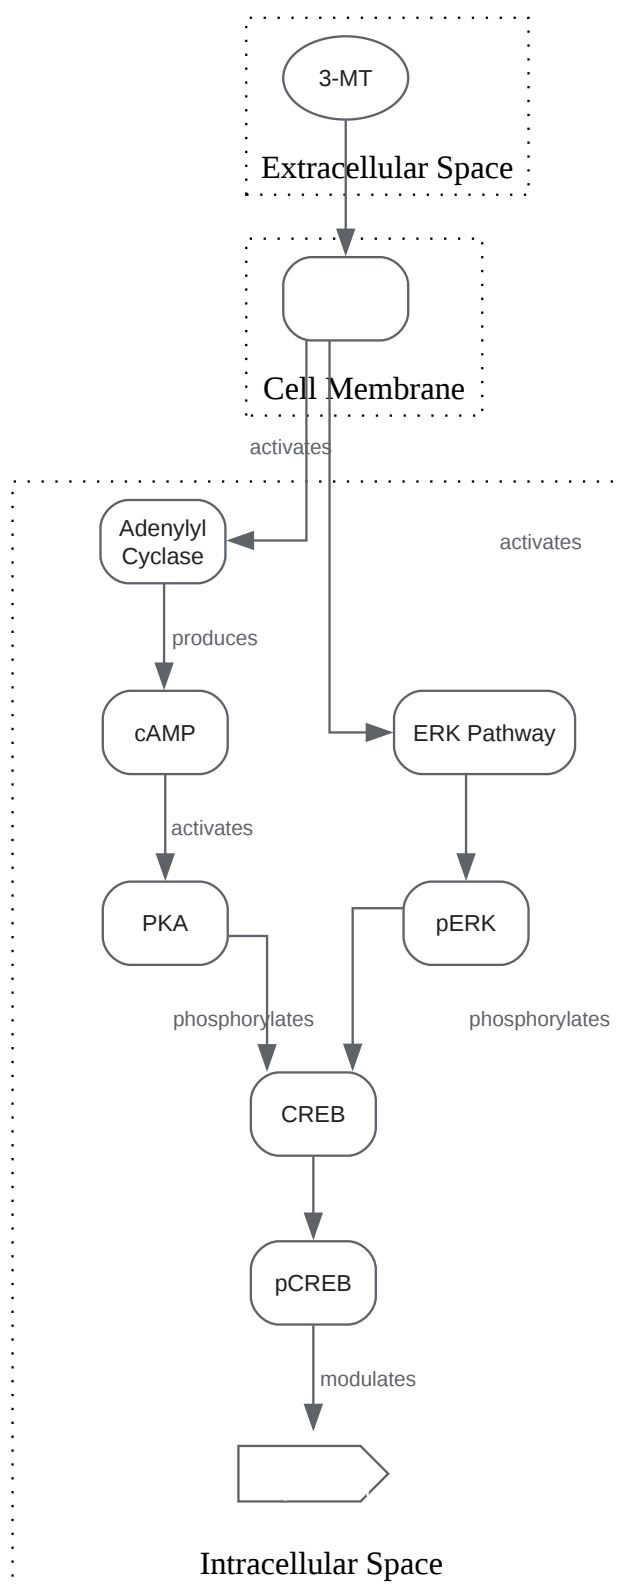 3-MT
Extracellular Space
Cell Membrane
activates
Adenylyl
Cyclase
activates
produces
cAMP
ERK Pathway
activates
PKA
pERK
phosphorylates
phosphorylates
CREB
pCREB
modulates
Intracellular Space